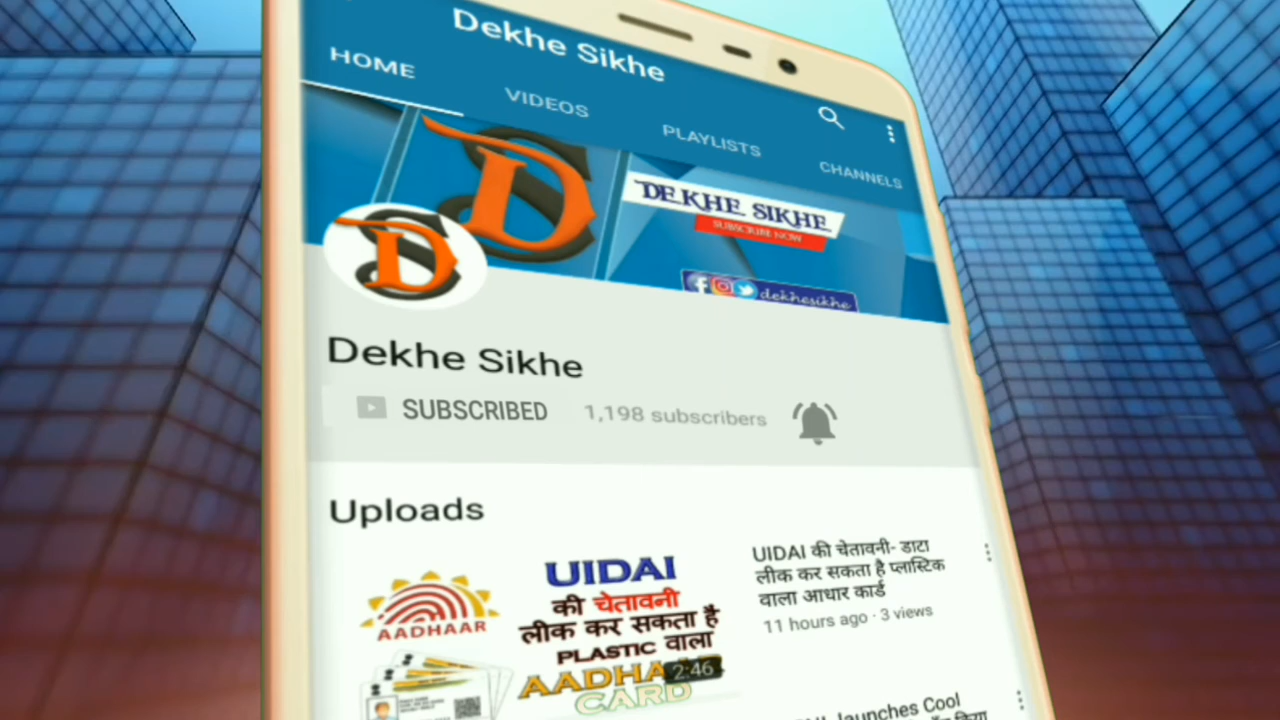 Dekhe Sikhe
HOME
VIDEOS
PLAYLISTS
CHANNELS
DEKHE SIKHE
SUBSCRIBE NOW
dekhesikhe
Dekhe Sikhe
SUBSCRIBED
1,198 subscribers
Uploads
AADHAAR
UIDAI
की चेतावनी
लीक कर सकता है
PLASTIC वाला
2:46
CARD
UIDAI की चेतावनी- डाटा
लीक कर सकता है प्लास्टिक
वाला आधार कार्ड
11 hours ago · 3 views
launches Cool